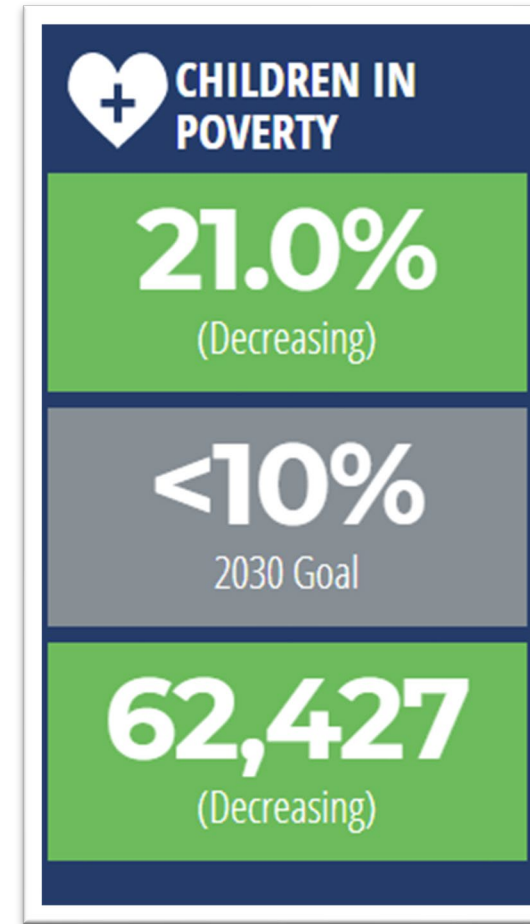 CHILDREN IN
POVERTY
21.0%
(Decreasing)
<10%
2030 Goal
62,427
(Decreasing)